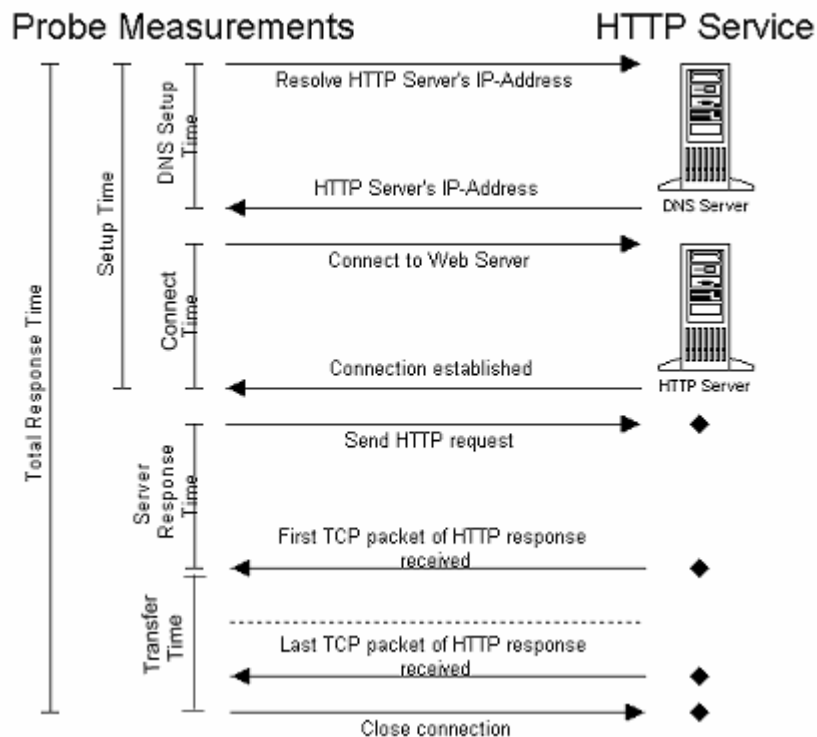 Probe Measurements
HTTP Service
Resolve HTTP Server's IP-Address
DNS Setup
Time
HTTP Server's IP-Address
DNS Server
Setup Time
Connect to Web Server
Connect
Time
Connection established
HTTP Server
Total Response Time
Send HTTP request
Server
Response
Time
First TCP packet of HTTP response
received
Transfer
Time
Last TCP packet of HTTP response
received
Close connection